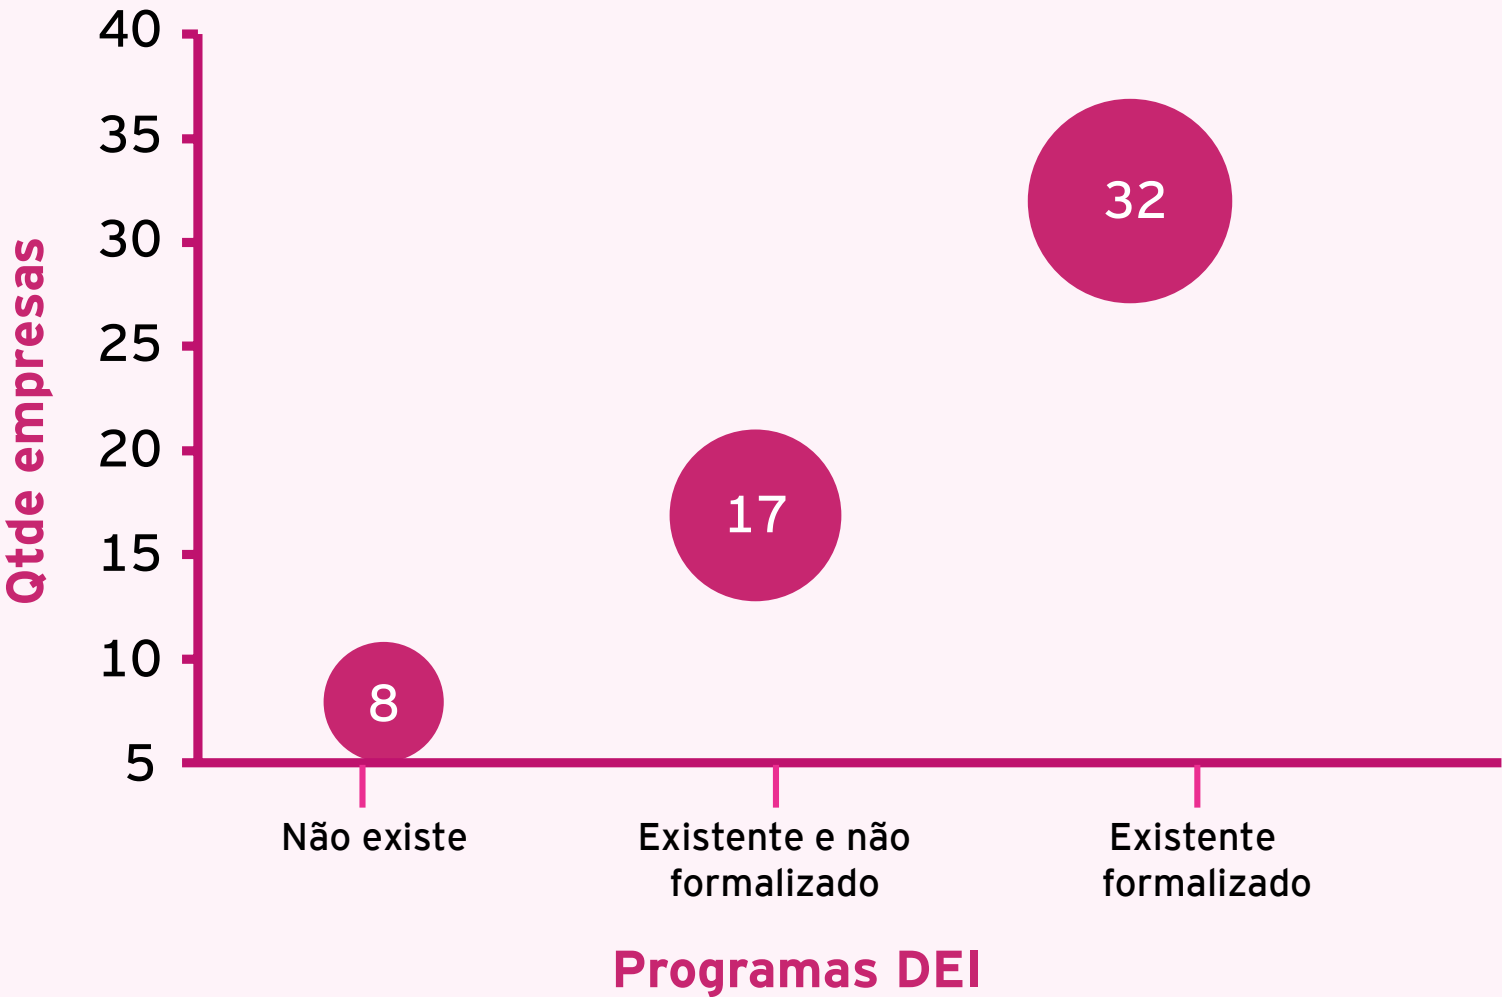 40
35
30
25
20
15
10
5
Qtde empresas
32
17
8
Não existe
Existente e não
formalizado
Existente
formalizado
Programas DEI